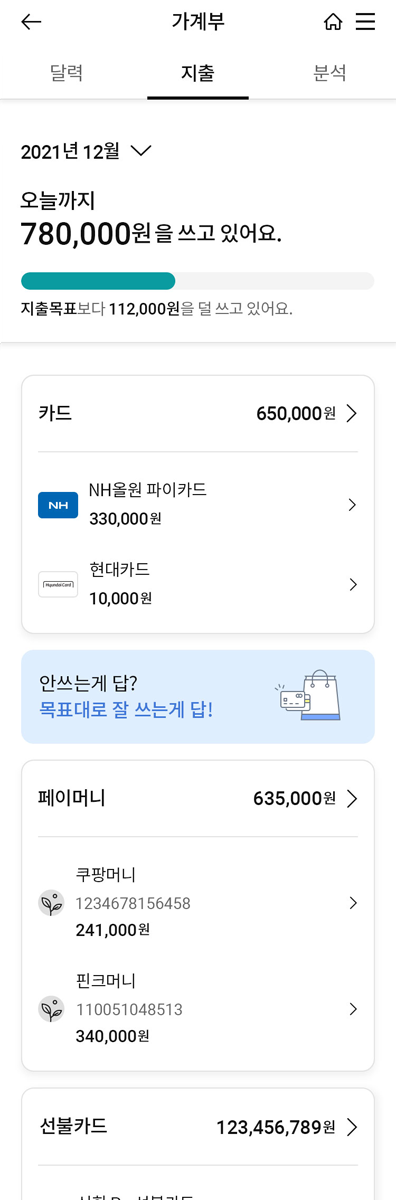 가계부
달력 지출 분석
2021년 12월
오늘까지
780,000원을 쓰고 있어요.
지출목표보다 112,000원을 덜 쓰고 있어요.
카드 650,000원
NH올원 파이카드
NH
330,000원
현대카드
Hyundai Card
10,000원
안쓰는게 답?
목표대로 잘 쓰는게 답!
페이머니 635,000원
쿠팡머니
1234678156458
241,000원
핀크머니
110051048513
340,000원
선불카드 123,456,789원